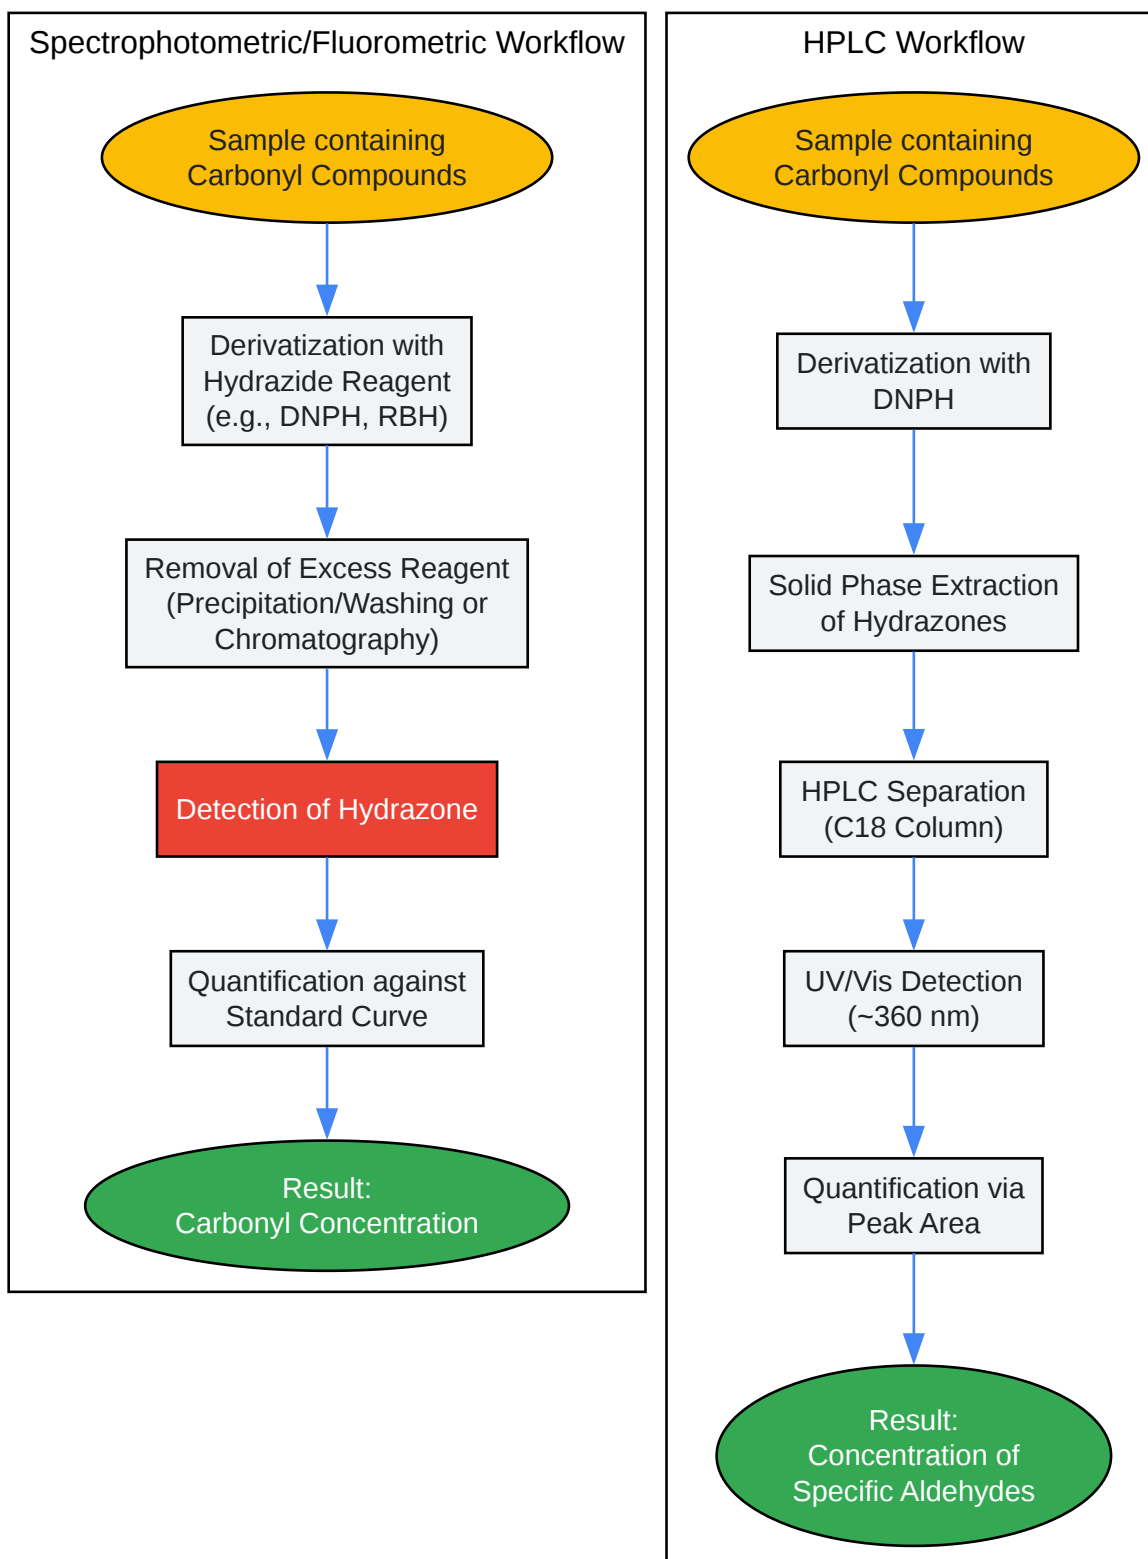 Spectrophotometric/Fluorometric Workflow
Sample containing
Carbonyl Compounds
Derivatization with
Hydrazide Reagent
(e.g., DNPH, RBH)
Removal of Excess Reagent
(Precipitation/Washing or
Chromatography)
Detection of Hydrazone
Quantification against
Standard Curve
Result:
Carbonyl Concentration
HPLC Workflow
Sample containing
Carbonyl Compounds
Derivatization with
DNPH
Solid Phase Extraction
of Hydrazones
HPLC Separation
(C18 Column)
UV/Vis Detection
(~360 nm)
Quantification via
Peak Area
Result:
Concentration of
Specific Aldehydes